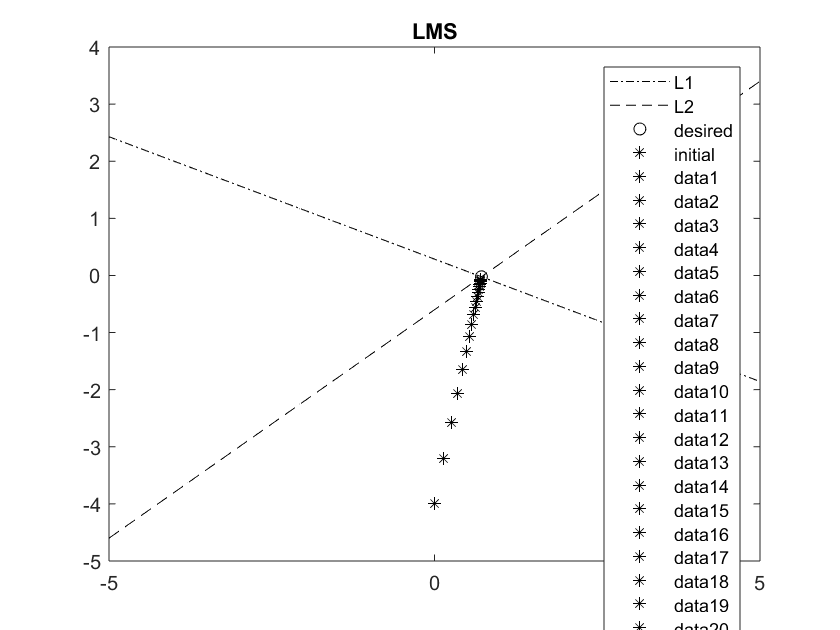 LMS
4
3
2
1
0
-1
-2
-3
-4
-5
-5
0
5
L1
L2
desired
initial
data1
data2
data3
data4
data5
data6
data7
data8
data9
data10
data11
data12
data13
data14
data15
data16
data17
data18
data19
data20